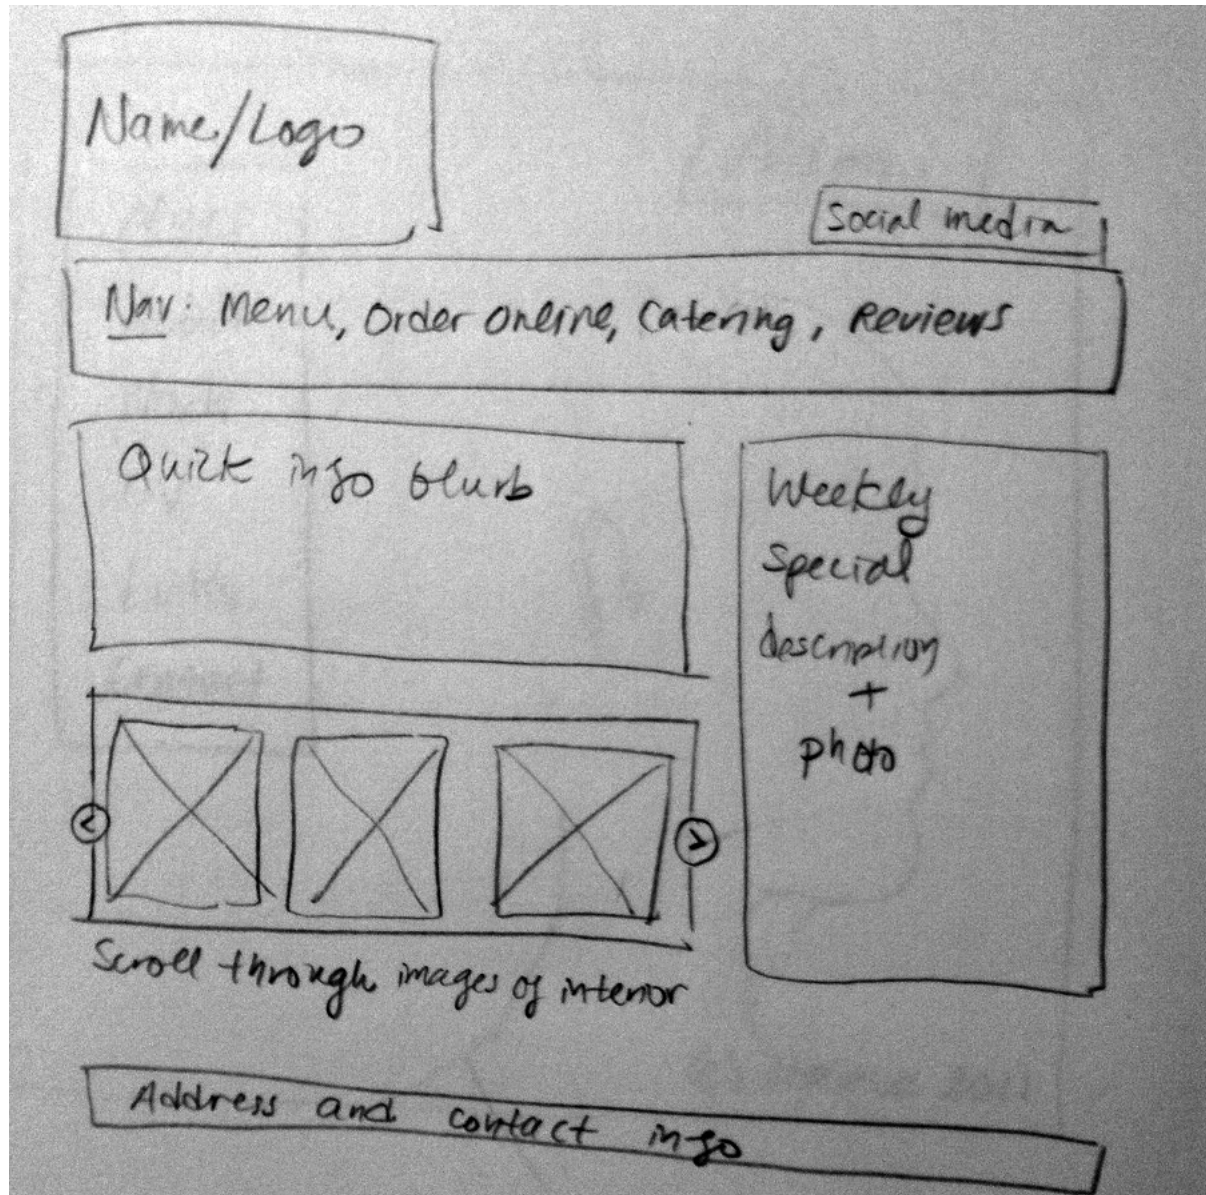 Name/Logo
Social media
Nav: Menu, Order Online, Catering, Reviews
Quick info blurb
Weekly
Special
description
+
photo
<
>
Scroll through images of interior
Address and contact info